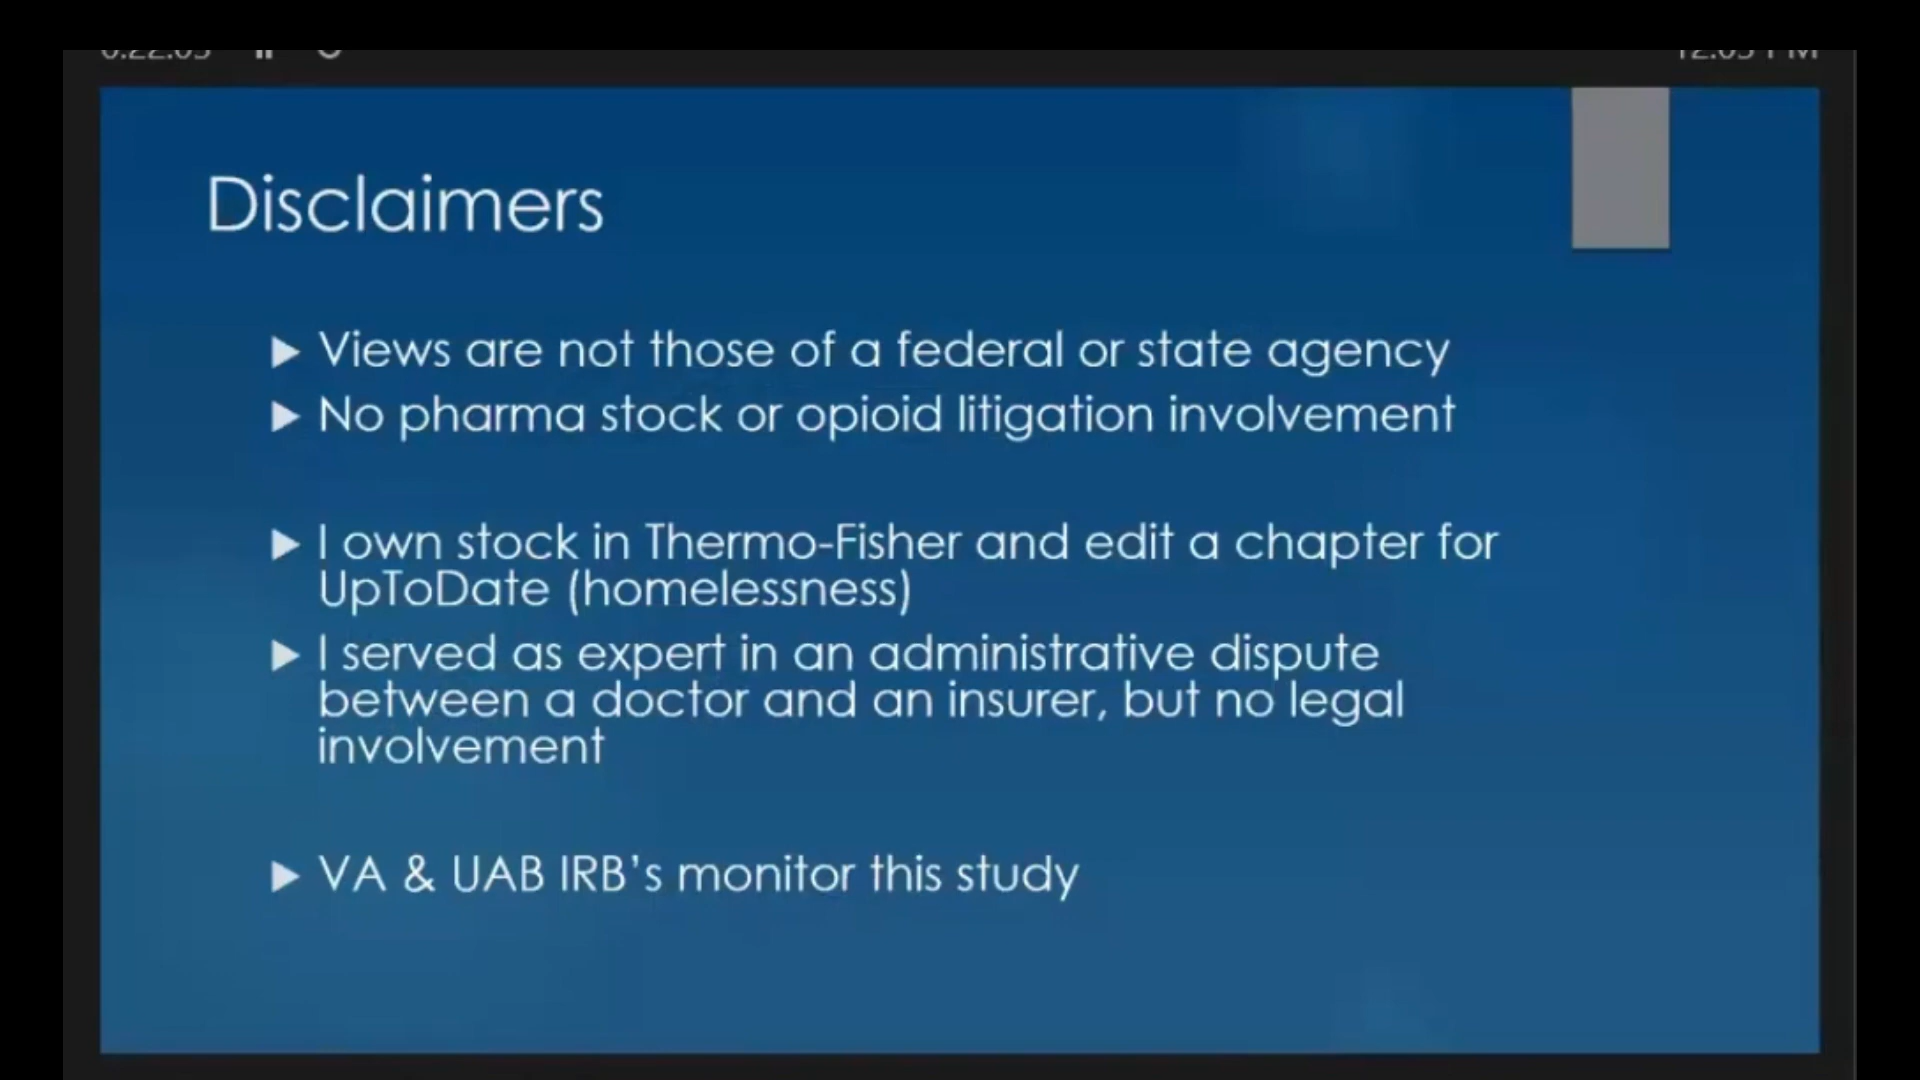 Disclaimers
Views are not those of a federal or state agency
No pharma stock or opioid litigation involvement
I own stock in Thermo-Fisher and edit a chapter for
UpToDate (homelessness)
I served as expert in an administrative dispute
between a doctor and an insurer, but no legal
involvement
VA & UAB IRB’s monitor this study